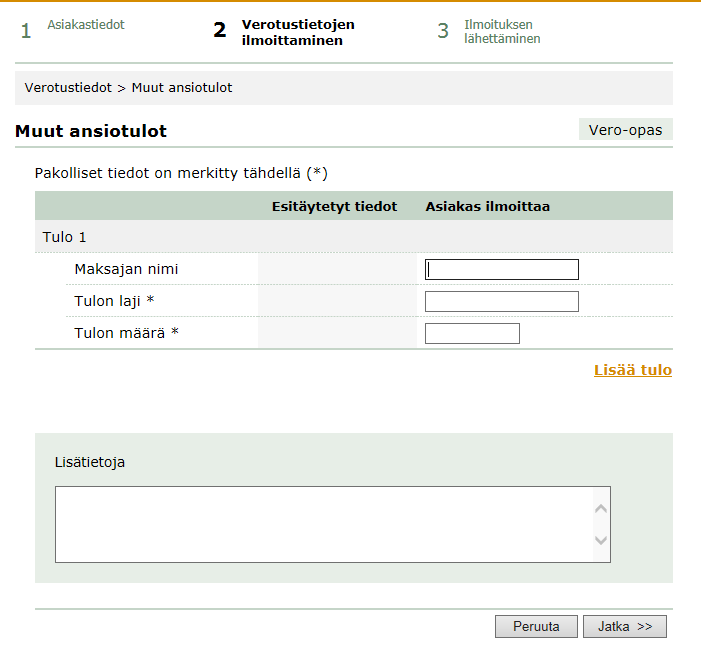 1 Asiakastiedot
2 Verotustietojen
ilmoittaminen
3 Ilmoituksen
lähettäminen
Verotustiedot > Muut ansiotulot
Muut ansiotulot
Vero-opas
Pakolliset tiedot on merkitty tähdellä (*)
Esitäytetyt tiedot Asiakas ilmoittaa
Tulo 1
Maksajan nimi
Tulon laji *
Tulon määrä *
Lisää tulo
Lisätietoja
Peruuta Jatka >>